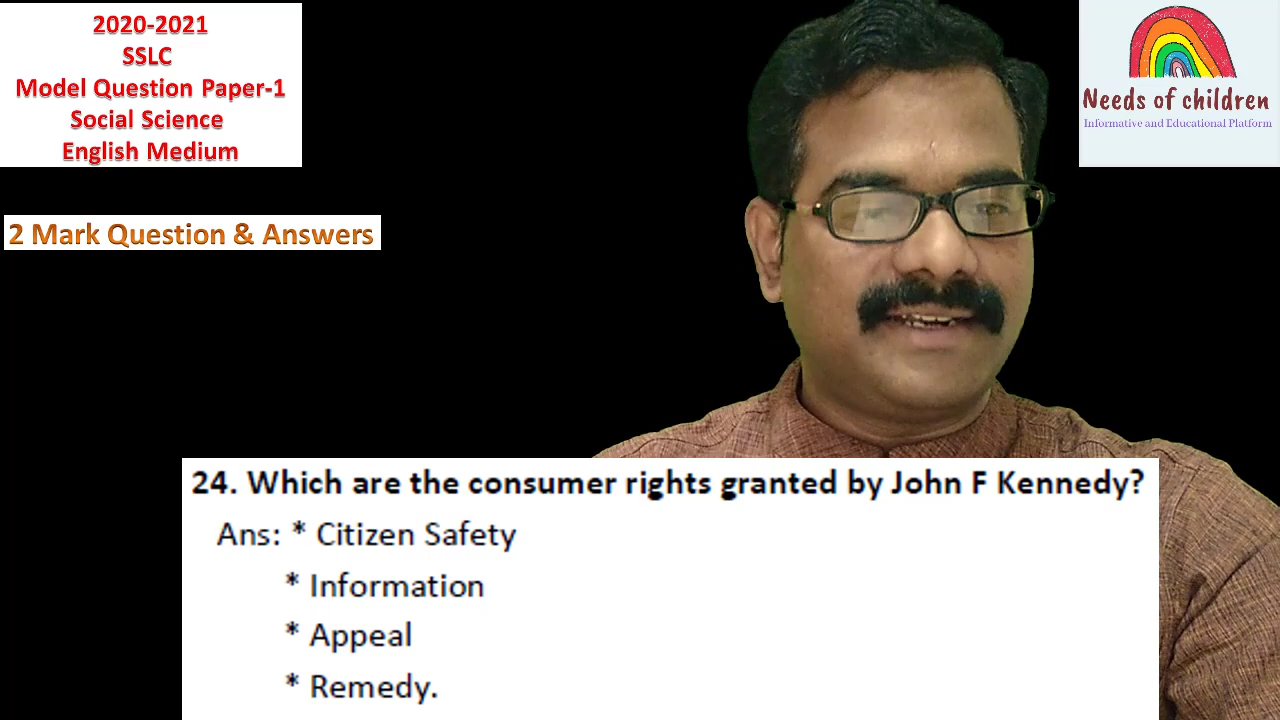 2020-2021
SSLC
Model Question Paper-1
Social Science
English Medium
Needs of children
Informative and Educational Platform
2 Mark Question & Answers
24. Which are the consumer rights granted by John F Kennedy?
Ans: * Citizen Safety
* Information
* Appeal
* Remedy.